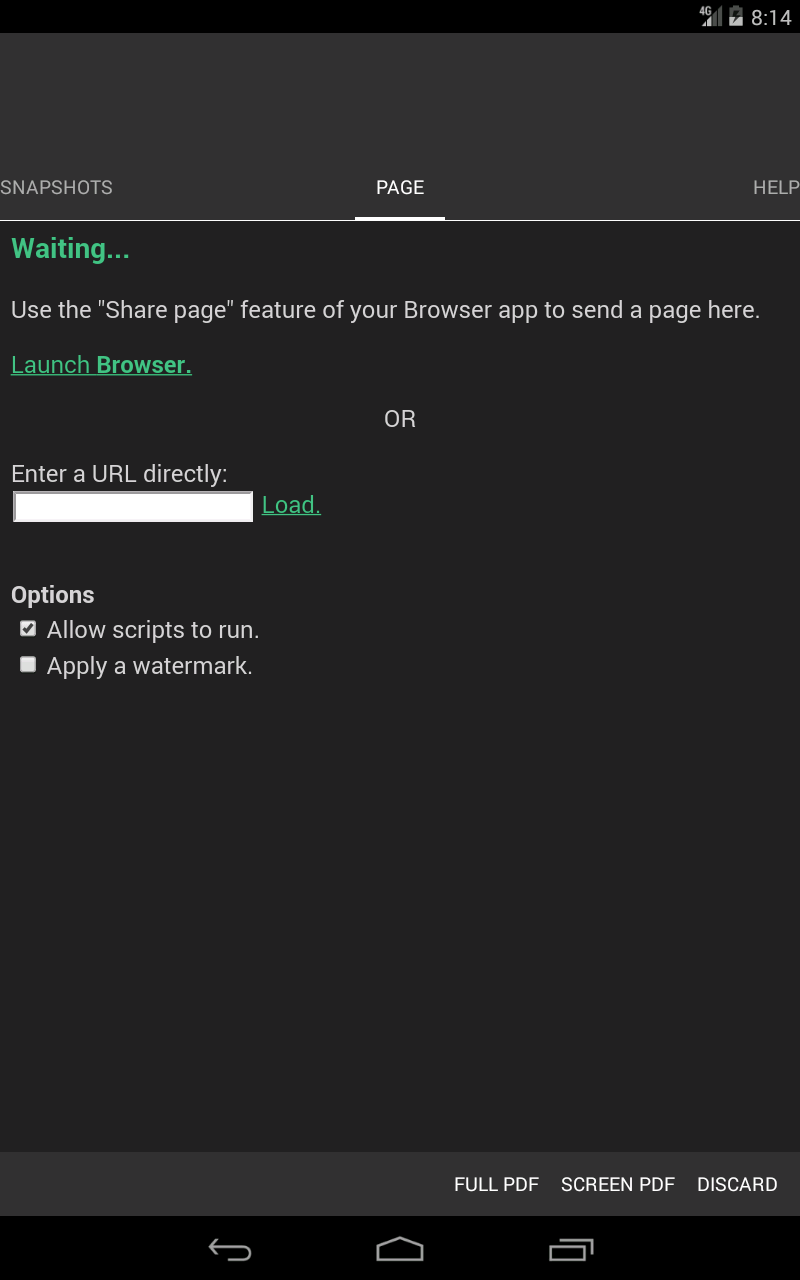 4G 8:14
SNAPSHOTS PAGE HELP
Waiting...
Use the "Share page" feature of your Browser app to send a page here.
Launch Browser.
OR
Enter a URL directly:
Load.
Options
Allow scripts to run.
Apply a watermark.
FULL PDF SCREEN PDF DISCARD